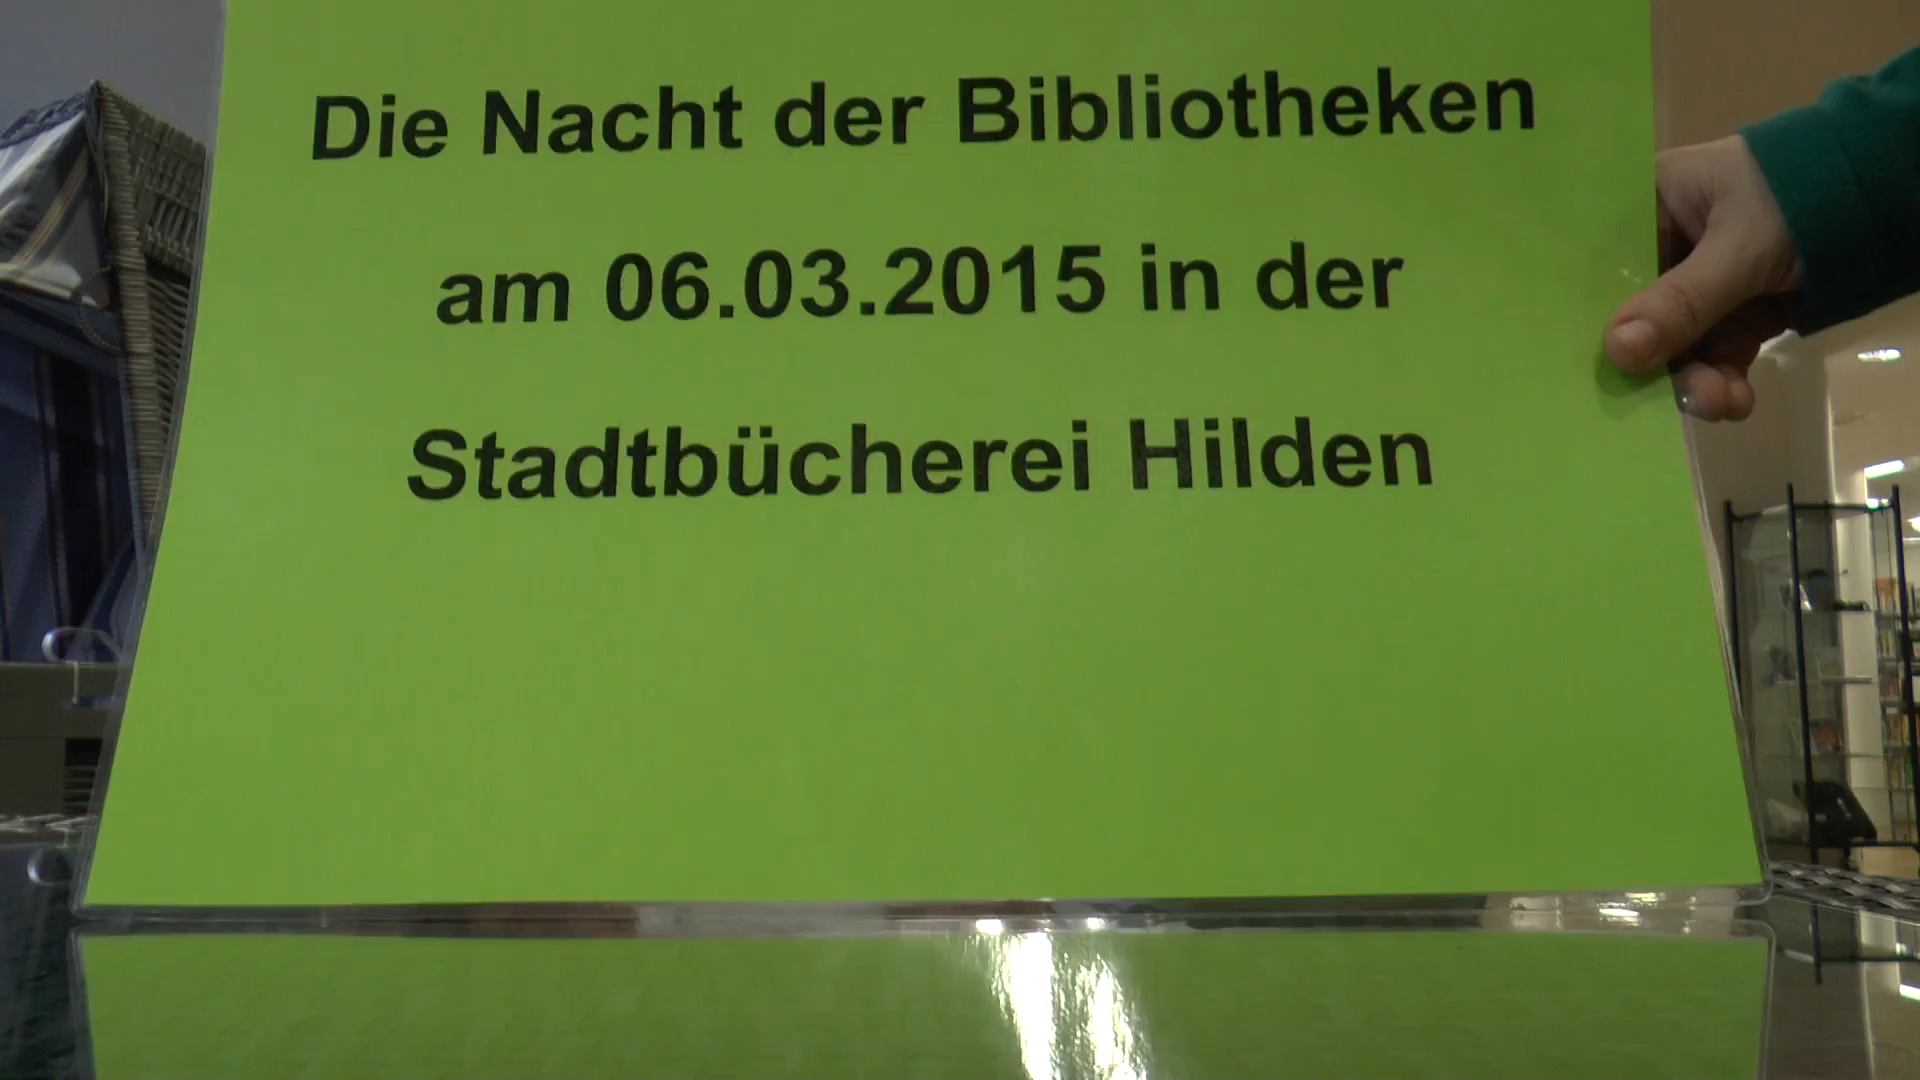 Die Nacht der Bibliotheken
am 06.03.2015 in der
Stadtbücherei Hilden